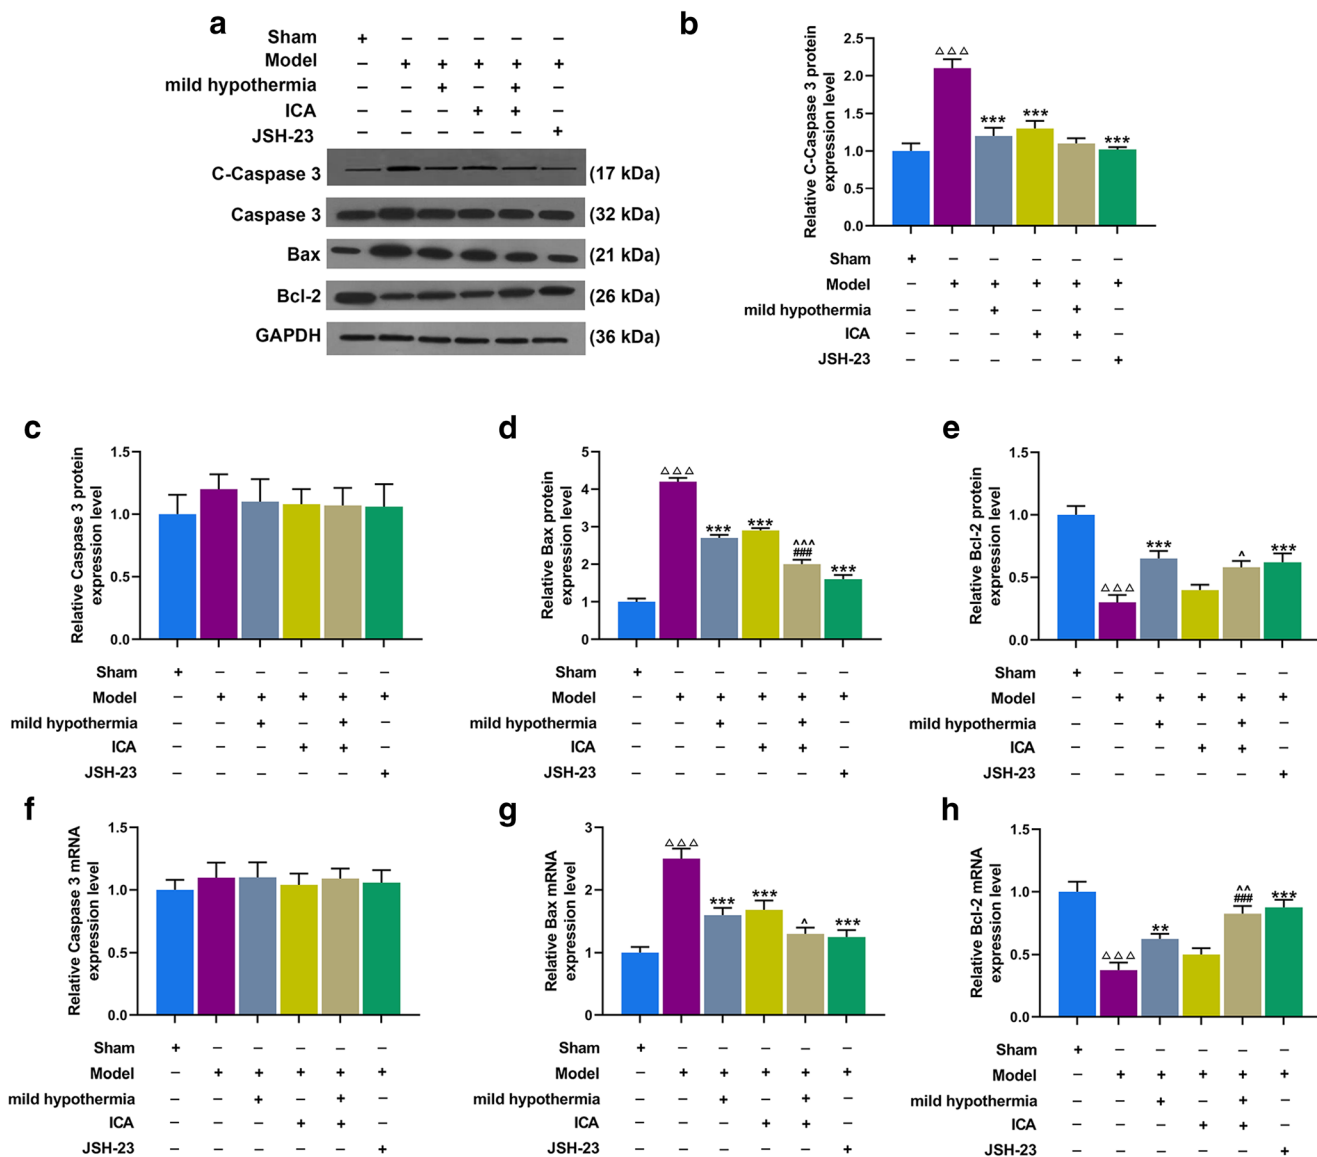 a
Sham + – – – – –
Model – + + + + +
mild hypothermia – – + – + –
ICA – – – + + –
JSH-23 – – – – – +
C-Caspase 3 (17 kDa)
Caspase 3 (32 kDa)
Bax (21 kDa)
Bcl-2 (26 kDa)
GAPDH (36 kDa)
b
Relative C-Caspase 3 protein
expression level
2.5
2.0
1.5
1.0
0.5
0.0
△△△
***
***
***
Sham + – – – – –
Model – + + + + +
mild hypothermia – – + – + –
ICA – – – + + –
JSH-23 – – – – – +
c
Relative Caspase 3 protein
expression level
1.5
1.0
0.5
0.0
Sham + – – – – –
Model – + + + + +
mild hypothermia – – + – + –
ICA – – – + + –
JSH-23 – – – – – +
d
Relative Bax protein
expression level
5
4
3
2
1
0
△△△
***
***
^^^
###
***
Sham + – – – – –
Model – + + + + +
mild hypothermia – – + – + –
ICA – – – + + –
JSH-23 – – – – – +
e
Relative Bcl-2 protein
expression level
1.5
1.0
0.5
0.0
△△△
***
^
***
Sham + – – – – –
Model – + + + + +
mild hypothermia – – + – + –
ICA – – – + + –
JSH-23 – – – – – +
f
Relative Caspase 3 mRNA
expression level
1.5
1.0
0.5
0.0
Sham + – – – – –
Model – + + + + +
mild hypothermia – – + – + –
ICA – – – + + –
JSH-23 – – – – – +
g
Relative Bax mRNA
expression level
3
2
1
0
△△△
***
***
^
***
Sham + – – – – –
Model – + + + + +
mild hypothermia – – + – + –
ICA – – – + + –
JSH-23 – – – – – +
h
Relative Bcl-2 mRNA
expression level
1.5
1.0
0.5
0.0
△△△
**
^^
###
***
Sham + – – – – –
Model – + + + + +
mild hypothermia – – + – + –
ICA – – – + + –
JSH-23 – – – – – +